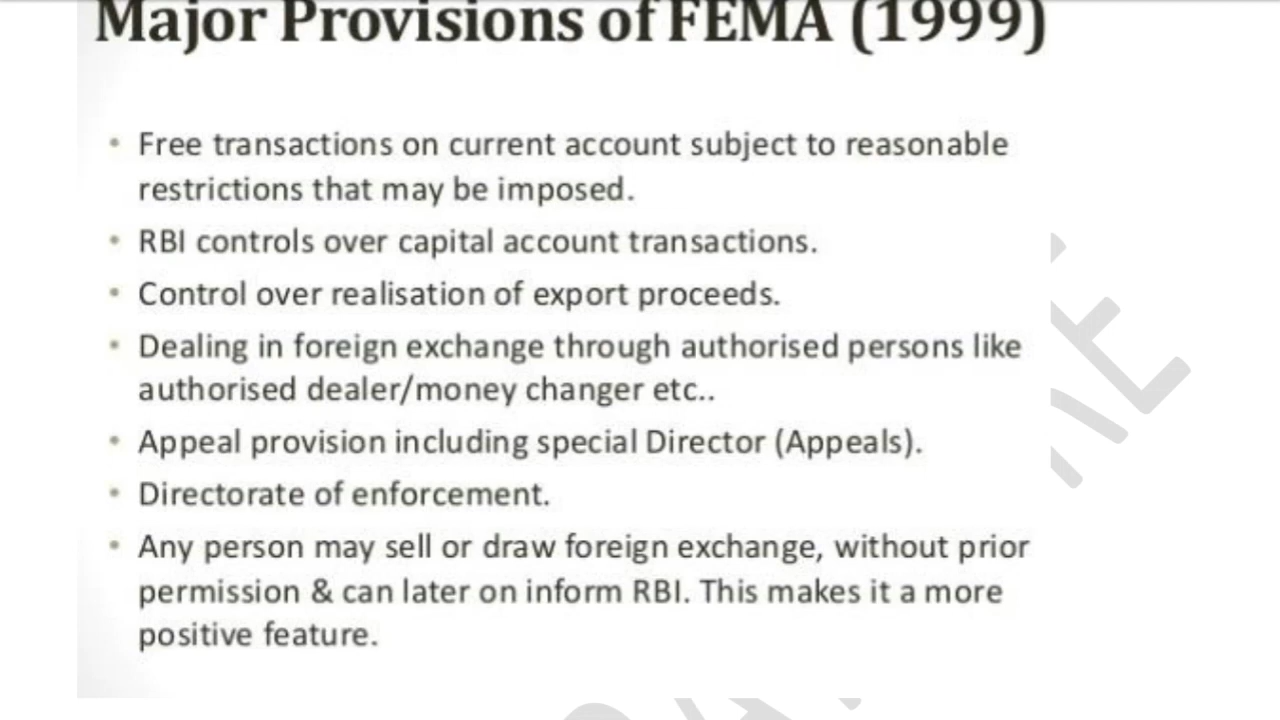 Major Provisions of FEMA (1999)
• Free transactions on current account subject to reasonable
restrictions that may be imposed.
• RBI controls over capital account transactions.
• Control over realisation of export proceeds.
• Dealing in foreign exchange through authorised persons like
authorised dealer/money changer etc..
• Appeal provision including special Director (Appeals).
• Directorate of enforcement.
• Any person may sell or draw foreign exchange, without prior
permission & can later on inform RBI. This makes it a more
positive feature.